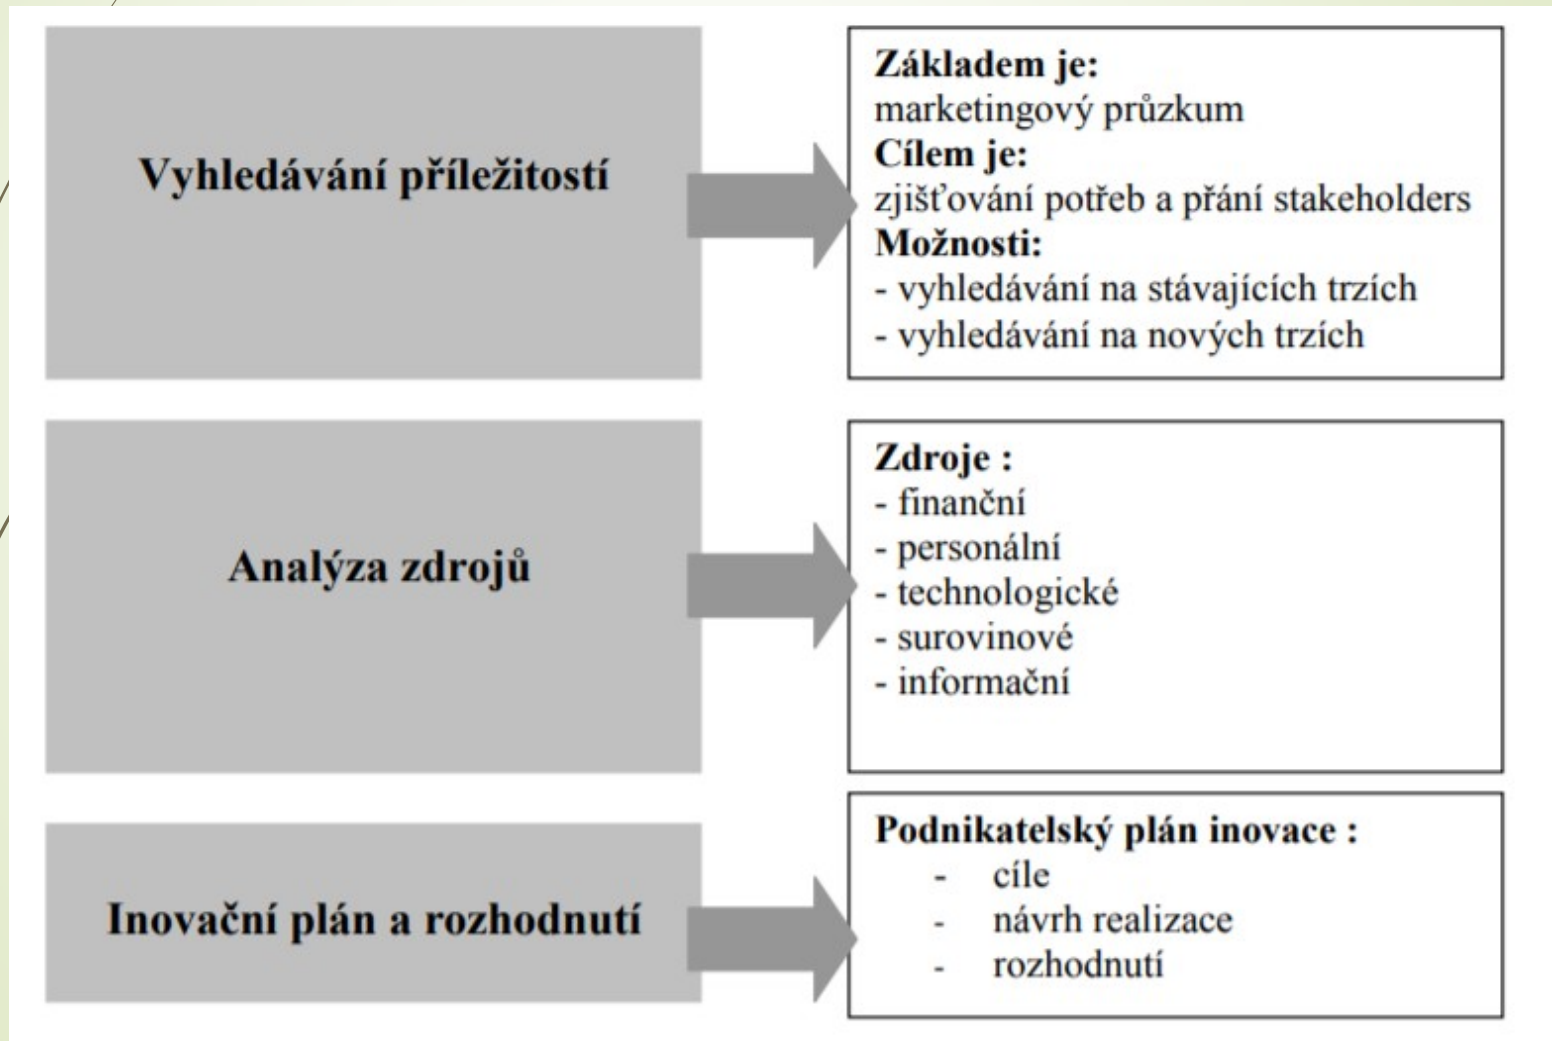 Vyhledávání příležitostí
Základem je:
marketingový průzkum
Cílem je:
zjišťování potřeb a přání stakeholders
Možnosti:
- vyhledávání na stávajících trzích
- vyhledávání na nových trzích
Analýza zdrojů
Zdroje :
- finanční
- personální
- technologické
- surovinové
- informační
Inovační plán a rozhodnutí
Podnikatelský plán inovace :
- cíle
- návrh realizace
- rozhodnutí